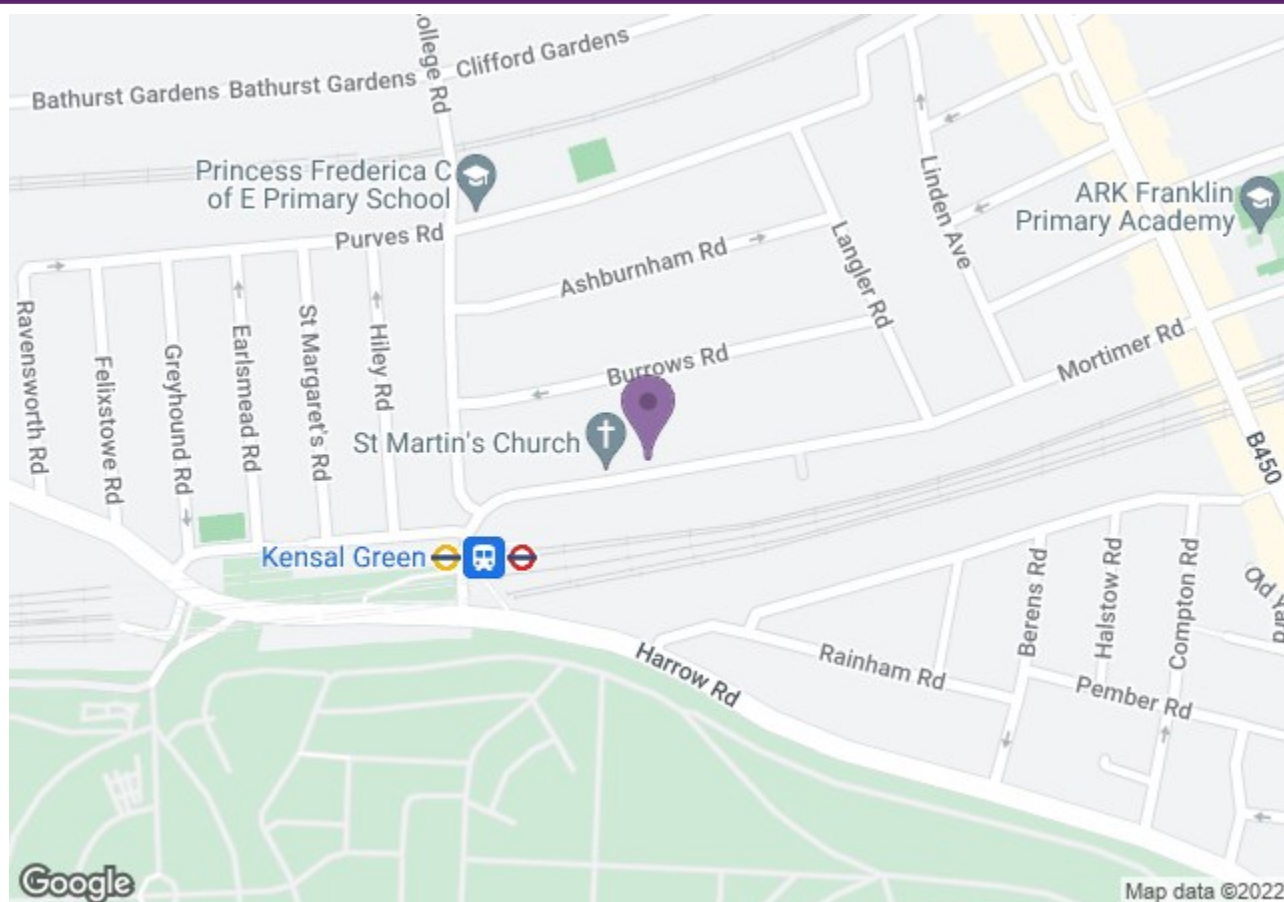 ollege Rd
Clifford Gardens
Bathurst Gardens
Bathurst Gardens
Princess Frederica C
of E Primary School
ARK Franklin
Primary Academy
Linden Ave
Purves Rd
Langler Rd
Ashburnham Rd
Ravensworth Rd
Felixstowe Rd
Greyhound Rd
Earlsmead Rd
St Margaret's Rd
Hiley Rd
Burrows Rd
Mortimer Rd
St Martin's Church
B450
Kensal Green
Harrow Rd
Rainham Rd
Berens Rd
Halstow Rd
Compton Rd
Pember Rd
Google
Map data ©2022